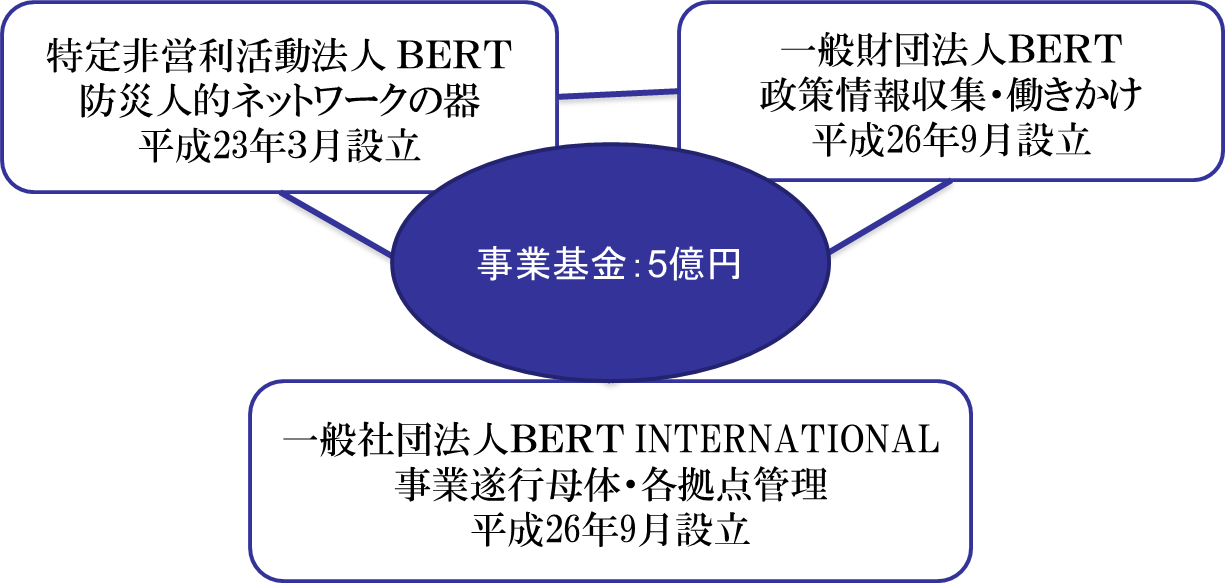 特定非営利活動法人 BERT
防災人的ネットワークの器
平成23年３月設立
一般財団法人BERT
政策情報収集・働きかけ
平成26年9月設立
事業基金：5億円
一般社団法人BERT INTERNATIONAL
事業遂行母体・各拠点管理
平成26年9月設立